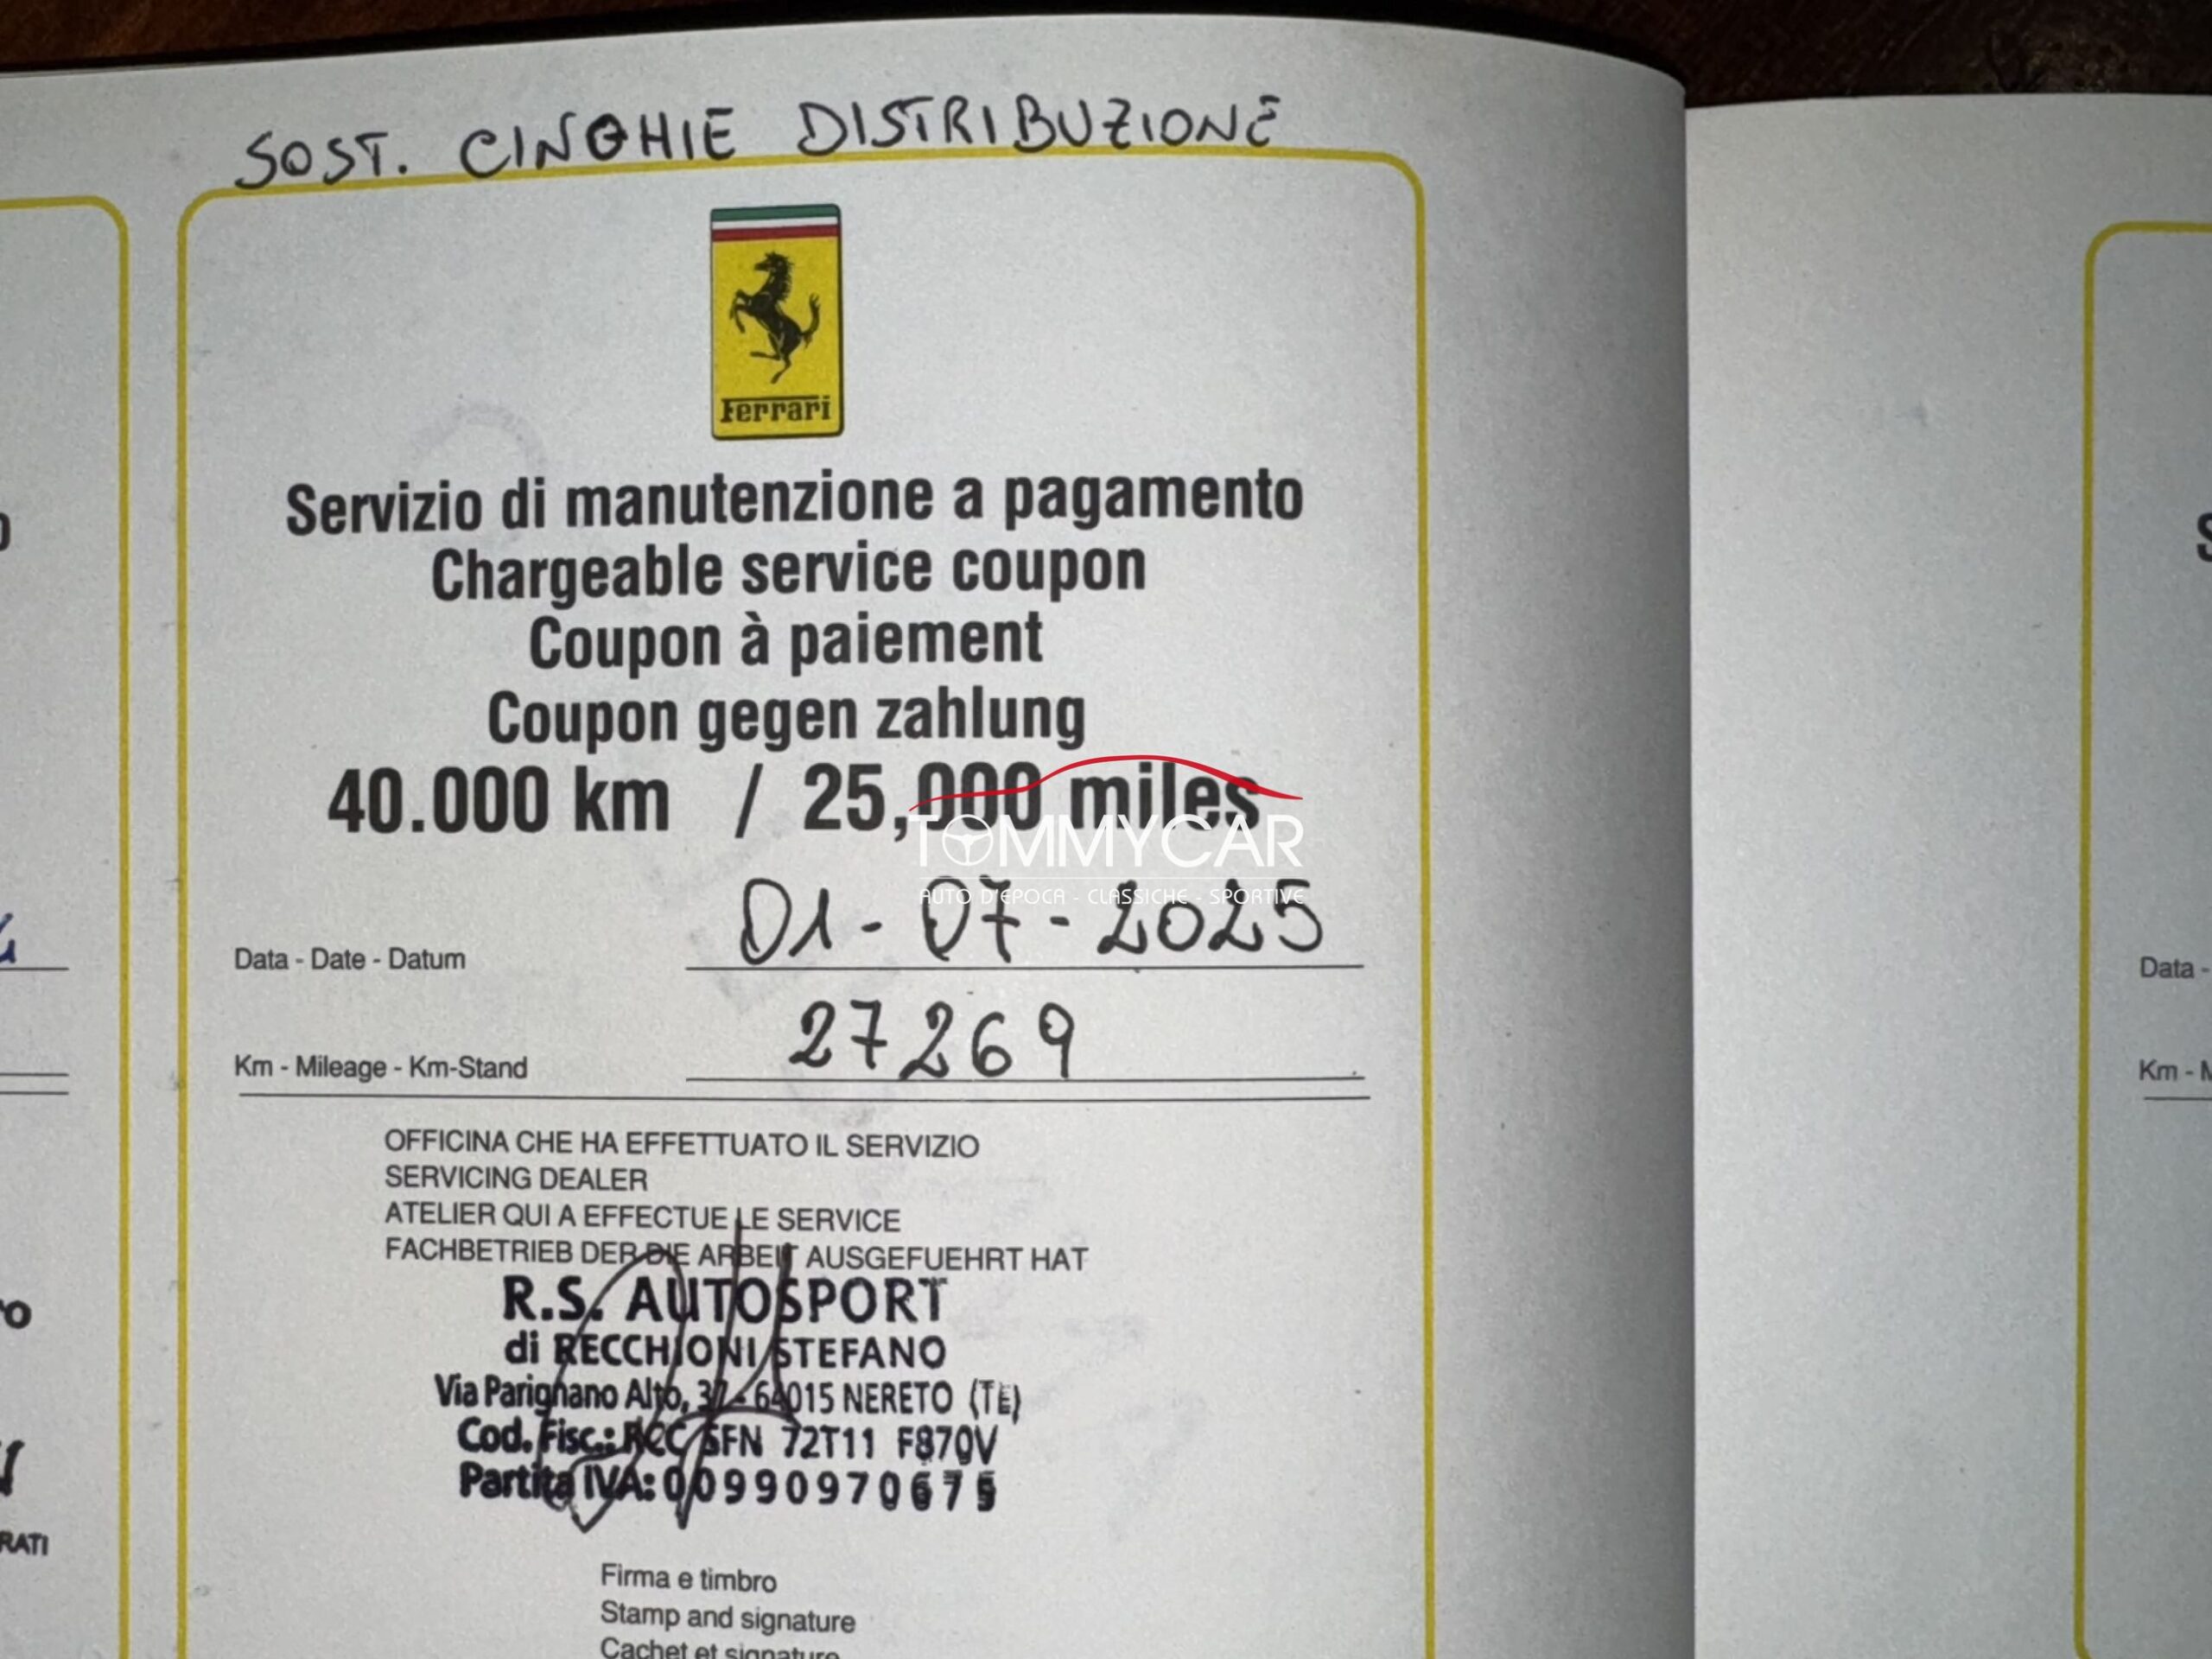 SOST. CINGHIE DISTRIBUZIONE
Ferrari
Servizio di manutenzione a pagamento
Chargeable service coupon
Coupon à paiement
Coupon gegen zahlung
40.000 km / 25,000 miles
TOMMYCAR
AUTO D'EPOCA - CLASSICHE - SPORTIVE
Data - Date - Datum 01-07-2025
Km - Mileage - Km-Stand 27269
OFFICINA CHE HA EFFETTUATO IL SERVIZIO
SERVICING DEALER
ATELIER QUI A EFFECTUE LE SERVICE
FACHBETRIEB DER DIE ARBEIT AUSGEFUEHRT HAT
R.S. AUTOSPORT
di RECCHIONI STEFANO
Via Parignano Alto, 37 - 64015 NERETO (TE)
Cod. Fisc.: RCC SFN 72T11 F870V
Partita IVA: 00990970675
Firma e timbro
Stamp and signature
Cachet et signature
RATI
Data -
Km -